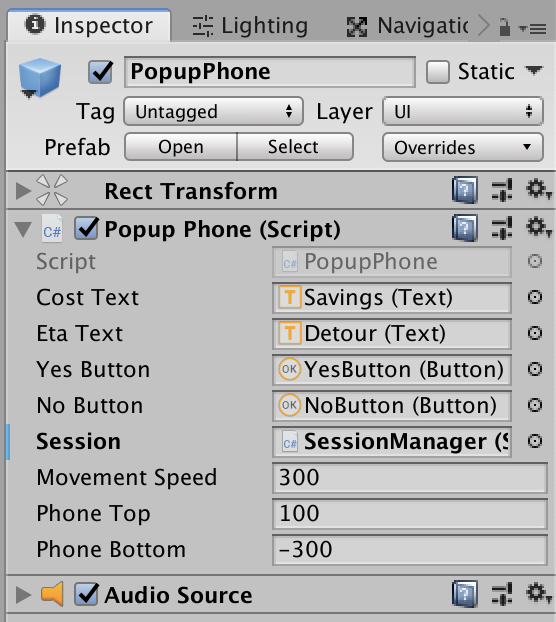 Inspector Lighting Navigatic
PopupPhone Static
Tag Untagged Layer UI
Prefab Open Select Overrides
Rect Transform
C# Popup Phone (Script)
Script C# PopupPhone
Cost Text T Savings (Text)
Eta Text T Detour (Text)
Yes Button OK YesButton (Button)
No Button OK NoButton (Button)
Session C# SessionManager (S
Movement Speed 300
Phone Top 100
Phone Bottom -300
Audio Source